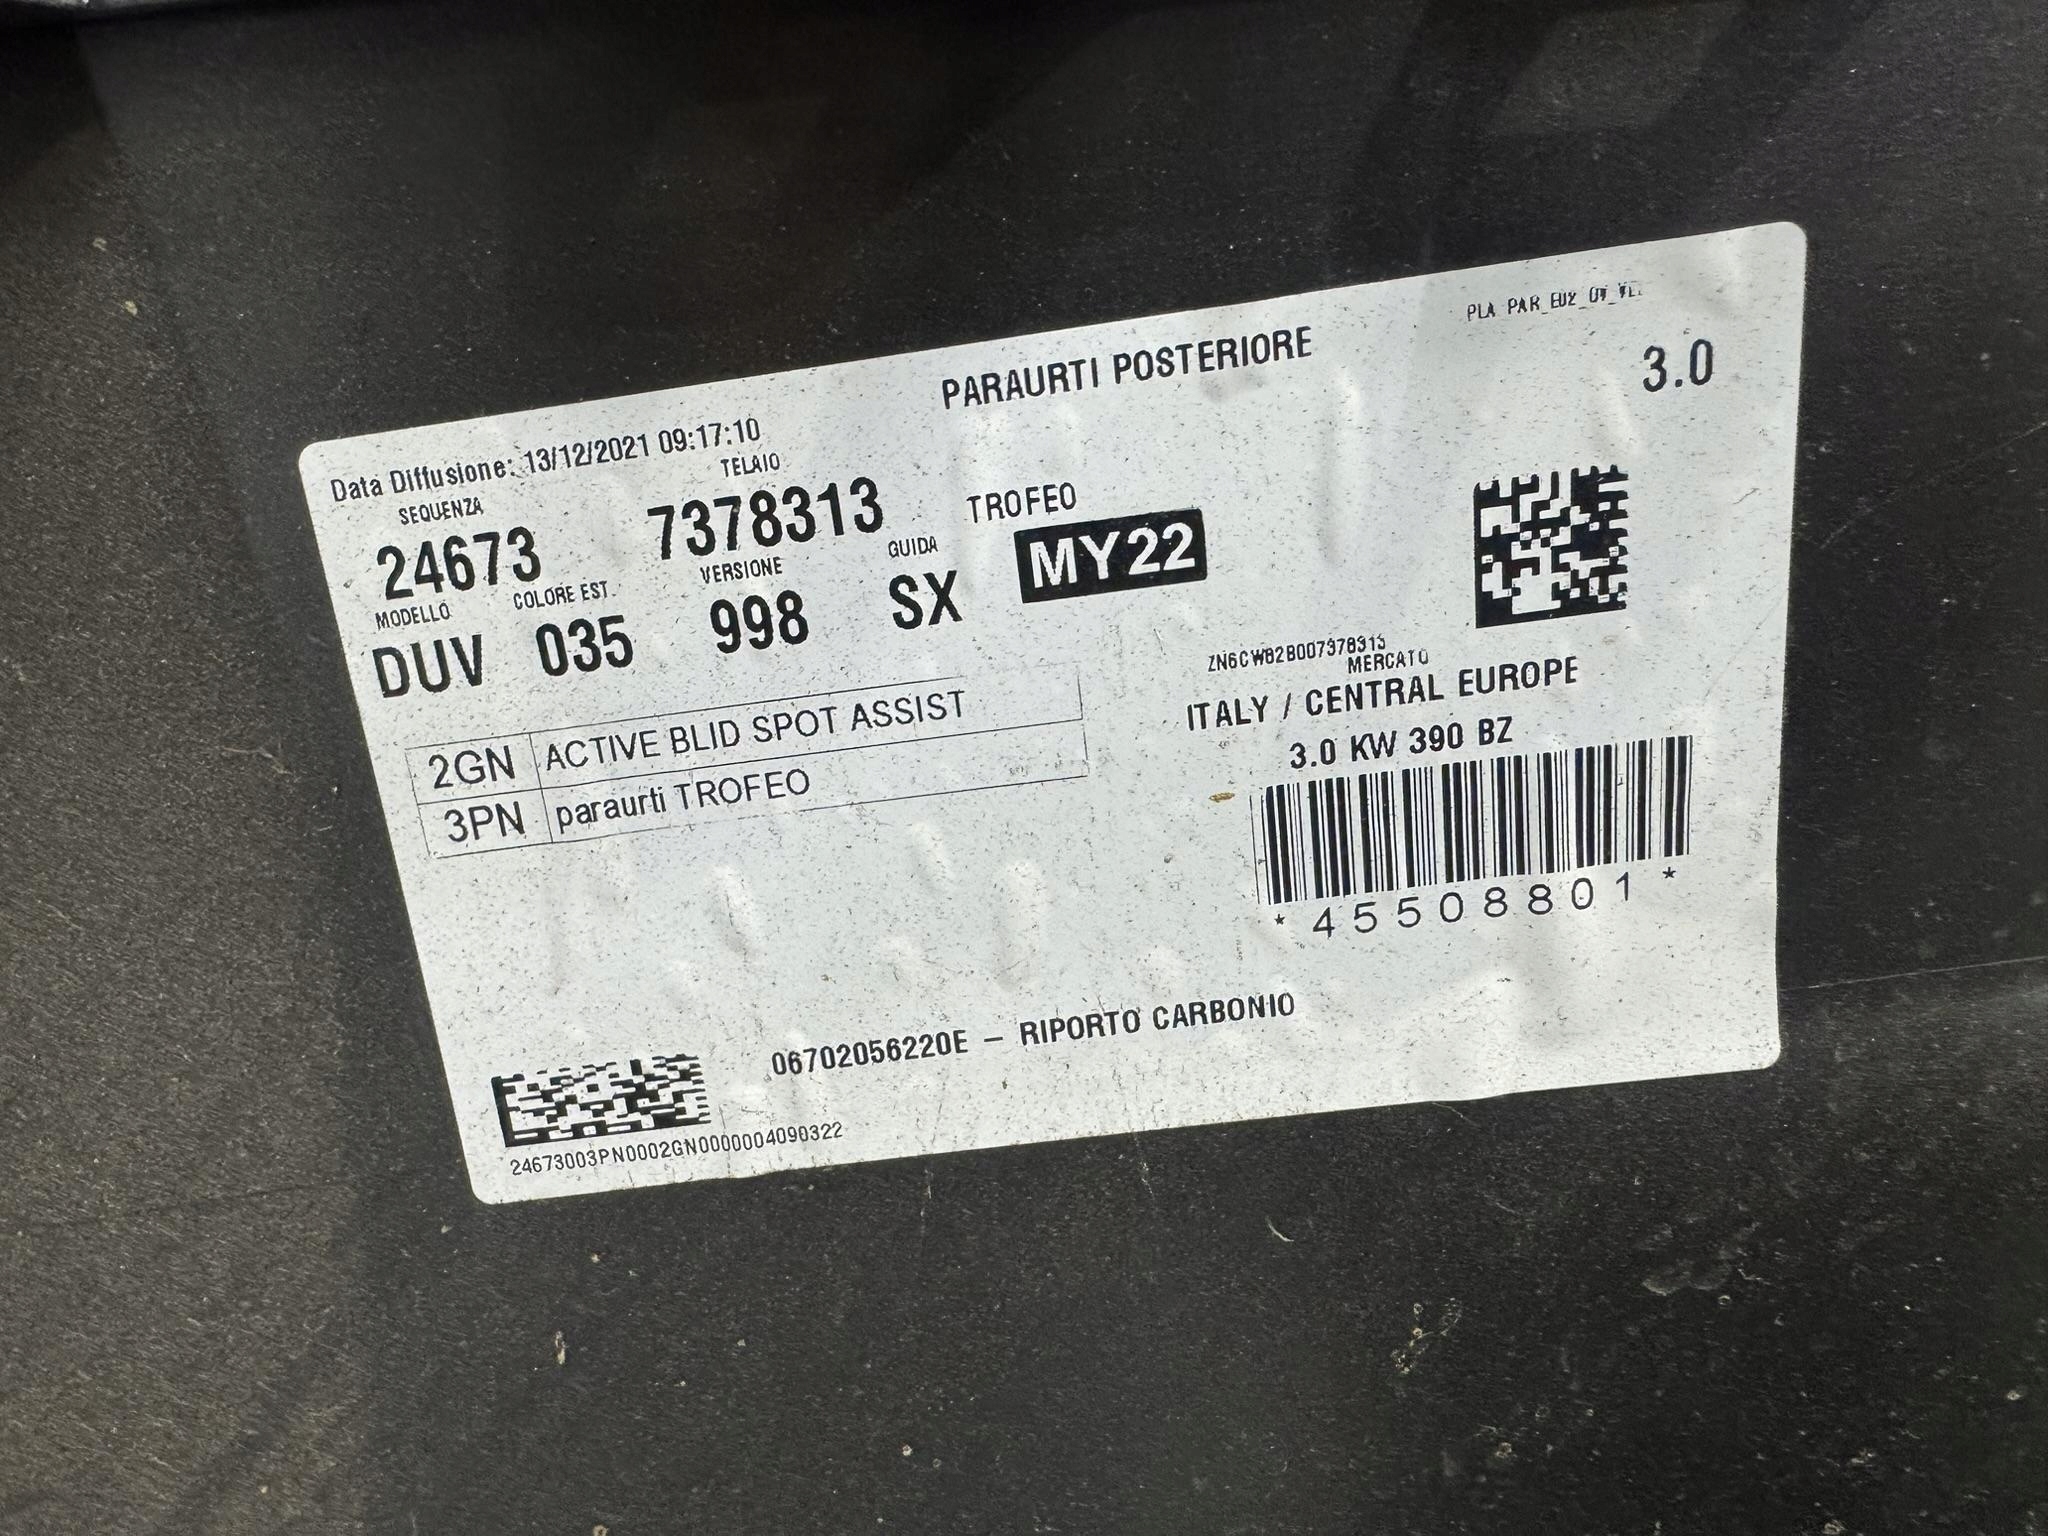 PLA PAR_EU2_
PARAURTI POSTERIORE
3.0
Data Diffusione: 13/12/2021 09:17:10
SEQUENZA TELAIO
24673 7378313 TROFEO
MODELLO COLORE EST. VERSIONE GUIDA
DUV 035 998 SX MY22
ZN6CW82B007378313
MERCATO
ITALY / CENTRAL EUROPE
3.0 KW 390 BZ
2GN ACTIVE BLID SPOT ASSIST
3PN paraurti TROFEO
*45508801*
06702056220E – RIPORTO CARBONIO
24673003PN0002GN0000004090322